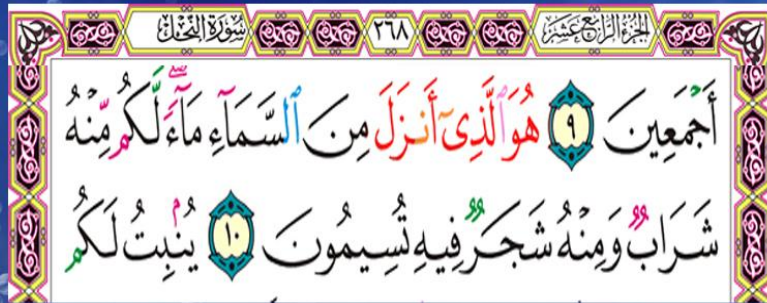 الجزء الرابع عشر ٢٦٨ سورة النحل
أَجْمَعِينَ ٩ هُوَ ٱلَّذِىٓ أَنزَلَ مِنَ ٱلسَّمَآءِ مَآءًۖ لَّكُم مِّنْهُ
شَرَابٌ وَمِنْهُ شَجَرٌ فِيهِ تُسِيمُونَ ١٠ يُنۢبِتُ لَكُم